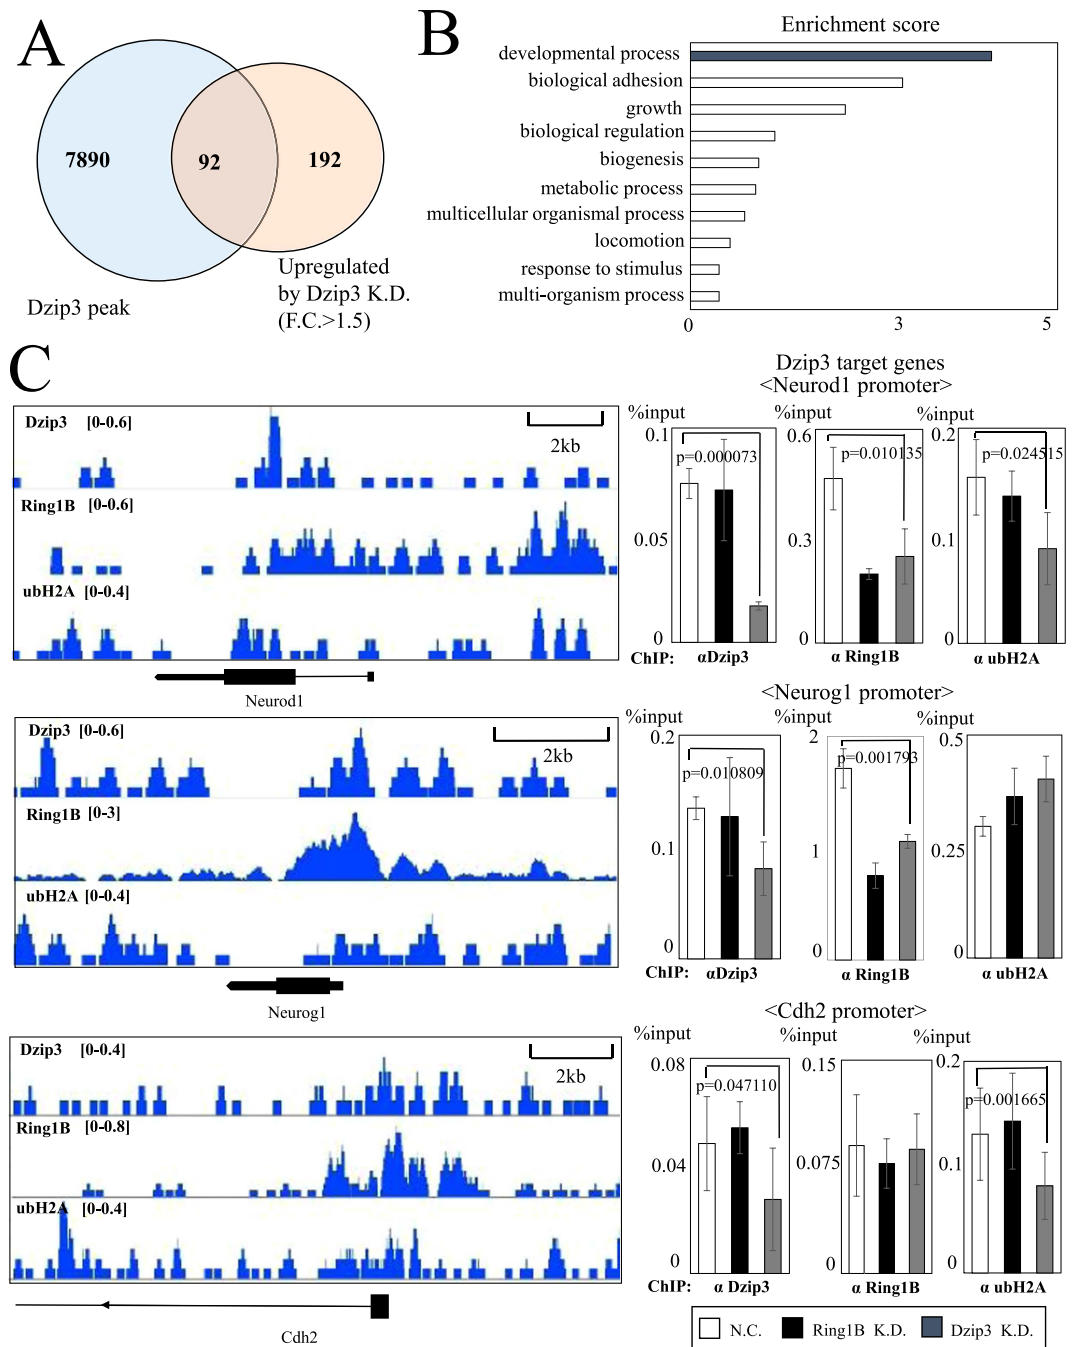 A
7890
92
192
Dzip3 peak
Upregulated
by Dzip3 K.D.
(F.C.>1.5)
B
Enrichment score
developmental process
biological adhesion
growth
biological regulation
biogenesis
metabolic process
multicellular organismal process
locomotion
response to stimulus
multi-organism process
0 3 5
C
Dzip3 target genes
<Neurod1 promoter>
Dzip3 [0-0.6]
2kb
Ring1B [0-0.6]
ubH2A [0-0.4]
Neurod1
%input
0.1
0.05
0
p=0.000073
ChIP: αDzip3
%input
0.6
0.3
0
p=0.010135
α Ring1B
%input
0.2
0.1
0
p=0.024515
α ubH2A
<Neurog1 promoter>
Dzip3 [0-0.6]
2kb
Ring1B [0-3]
ubH2A [0-0.4]
Neurog1
%input
0.2
0.1
0
p=0.010809
ChIP: αDzip3
%input
2
1
0
p=0.001793
α Ring1B
%input
0.5
0.25
0
α ubH2A
<Cdh2 promoter>
Dzip3 [0-0.4]
2kb
Ring1B [0-0.8]
ubH2A [0-0.4]
Cdh2
%input
0.08
0.04
0
p=0.047110
ChIP: α Dzip3
%input
0.15
0.075
0
α Ring1B
%input
0.2
0.1
0
p=0.001665
α ubH2A
N.C. Ring1B K.D. Dzip3 K.D.